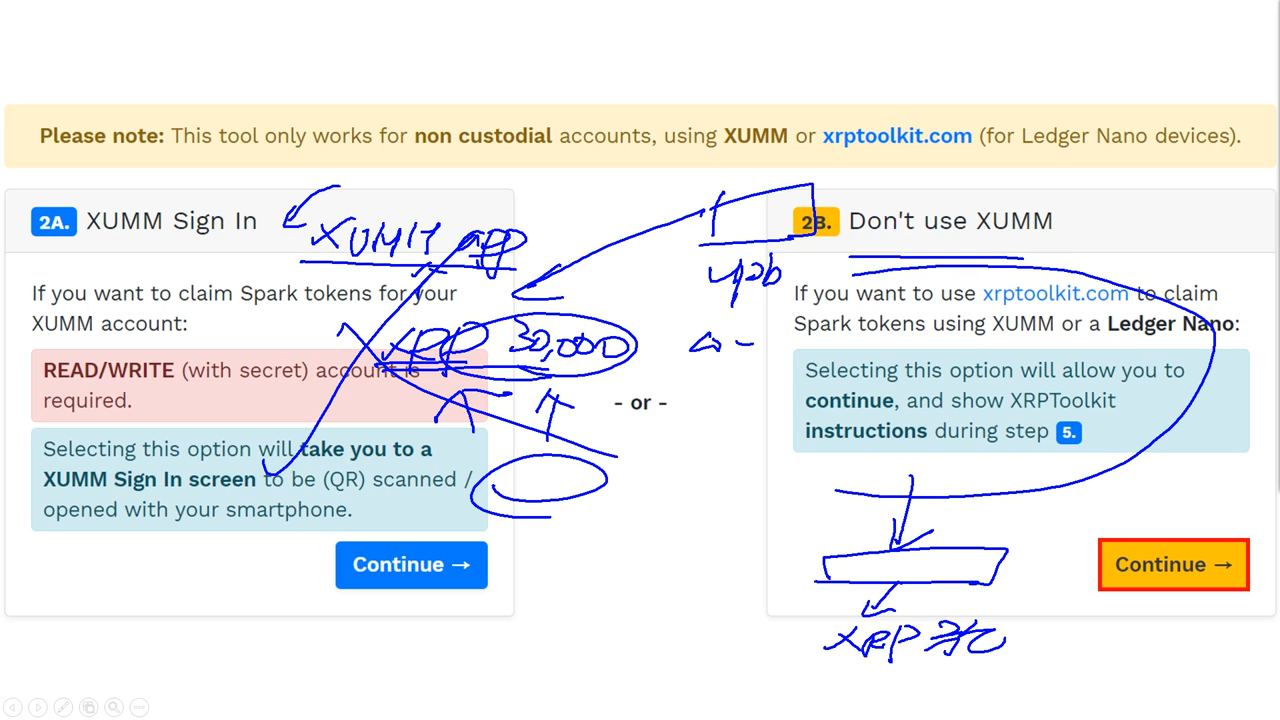 Please note: This tool only works for non custodial accounts, using XUMM or xrptoolkit.com (for Ledger Nano devices).
2A. XUMM Sign In
XUMM app
If you want to claim Spark tokens for your
XUMM account:
XRP 30,000
READ/WRITE (with secret) account is
required.
Selecting this option will take you to a
XUMM Sign In screen to be (QR) scanned /
opened with your smartphone.
Continue →
- or -
2B. Don't use XUMM
If you want to use xrptoolkit.com to claim
Spark tokens using XUMM or a Ledger Nano:
Selecting this option will allow you to
continue, and show XRPToolkit
instructions during step 5.
Continue →
XRP